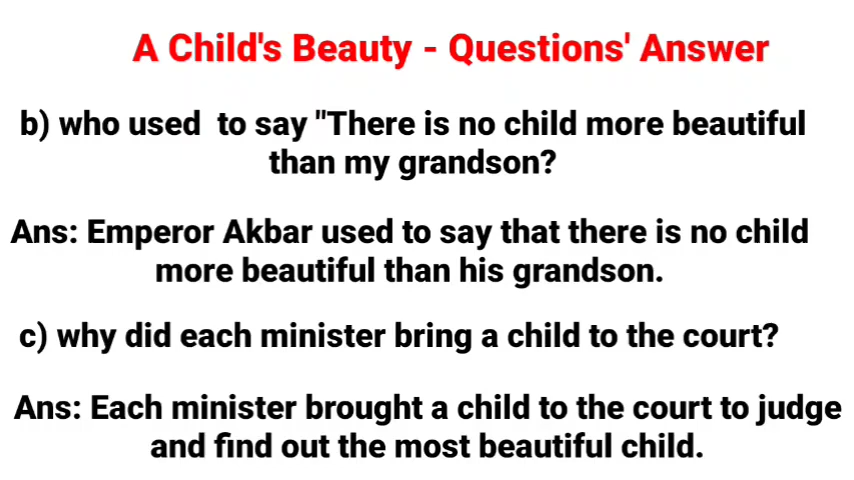 A Child's Beauty - Questions' Answer
b) who used to say "There is no child more beautiful
than my grandson?
Ans: Emperor Akbar used to say that there is no child
more beautiful than his grandson.
c) why did each minister bring a child to the court?
Ans: Each minister brought a child to the court to judge
and find out the most beautiful child.